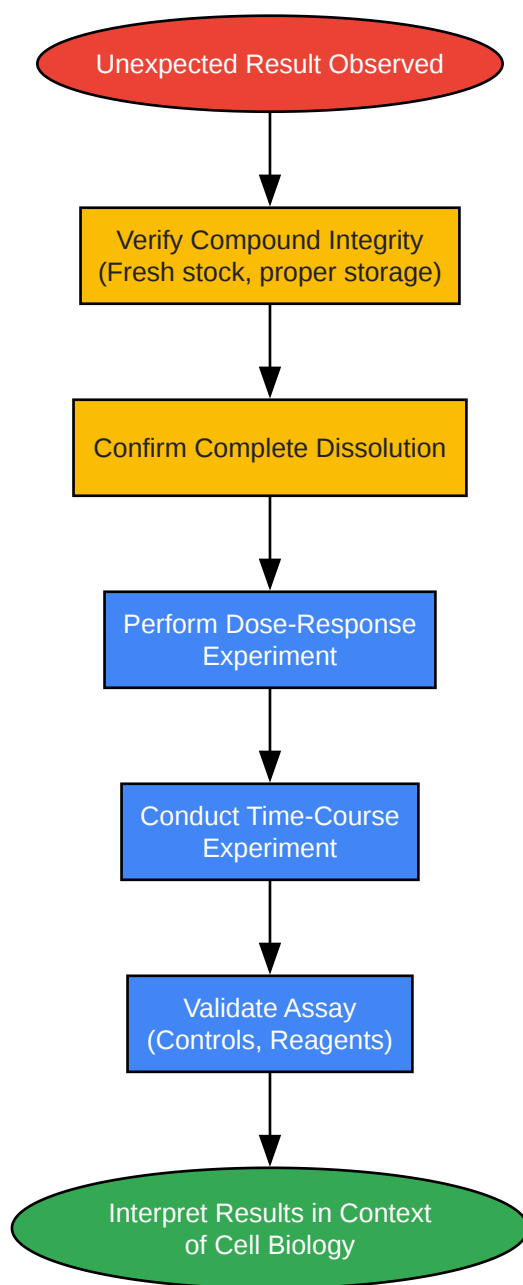 Unexpected Result Observed
Verify Compound Integrity
(Fresh stock, proper storage)
Confirm Complete Dissolution
Perform Dose-Response
Experiment
Conduct Time-Course
Experiment
Validate Assay
(Controls, Reagents)
Interpret Results in Context
of Cell Biology